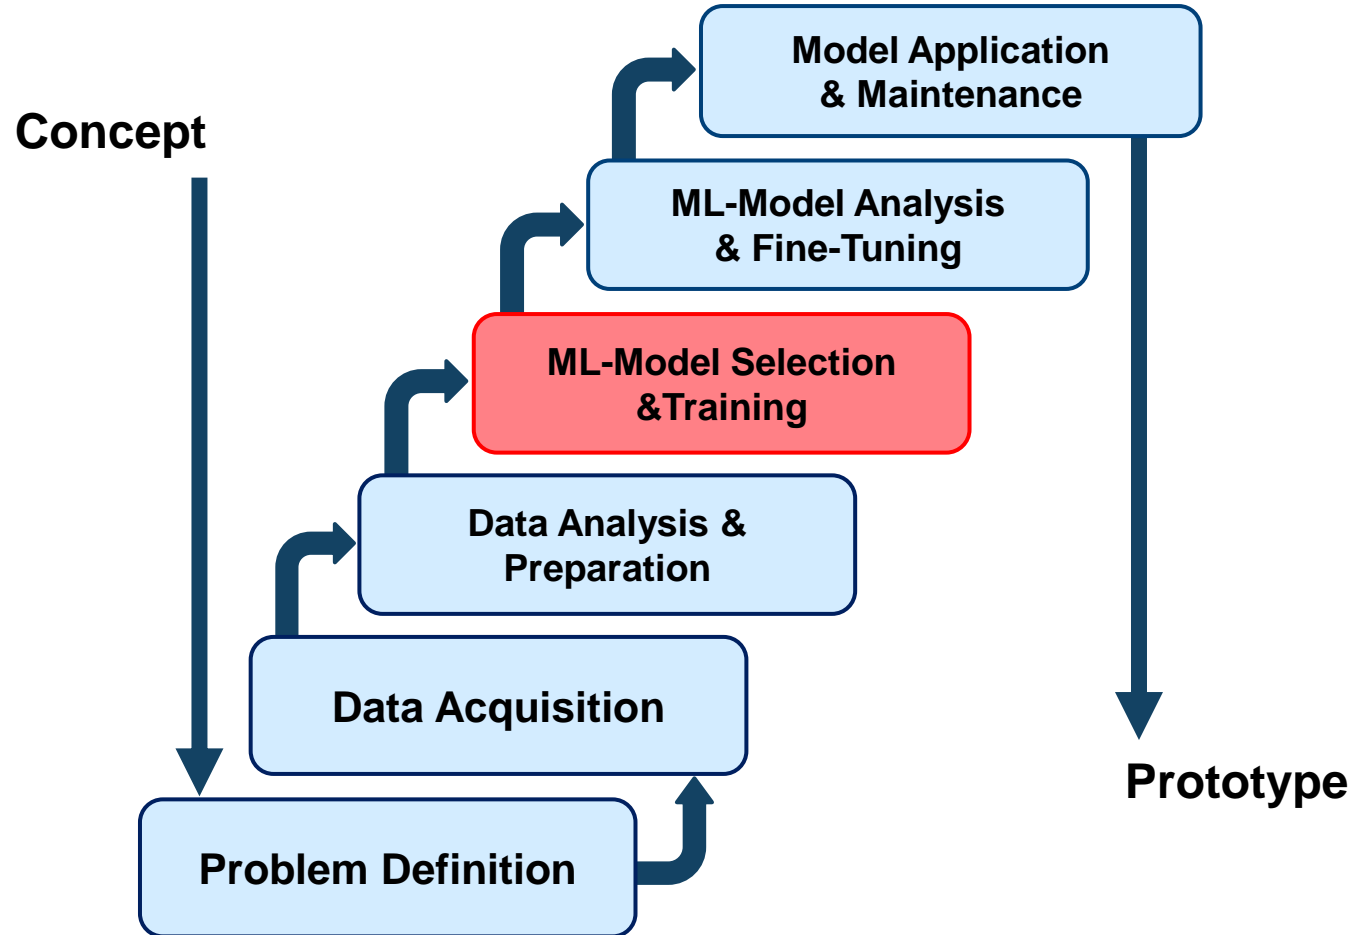 Model Application
& Maintenance
Concept
ML-Model Analysis
& Fine-Tuning
ML-Model Selection
&Training
Data Analysis &
Preparation
Data Acquisition
Prototype
Problem Definition